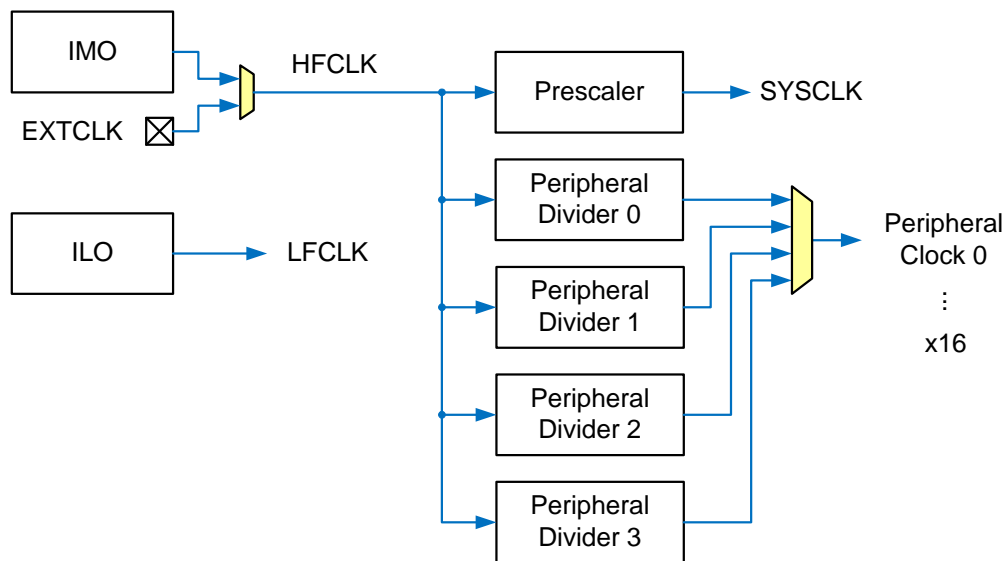 IMO
HFCLK
Prescaler
SYSCLK
EXTCLK
Peripheral
Divider 0
ILO
LFCLK
Peripheral
Clock 0
...
x16
Peripheral
Divider 1
Peripheral
Divider 2
Peripheral
Divider 3